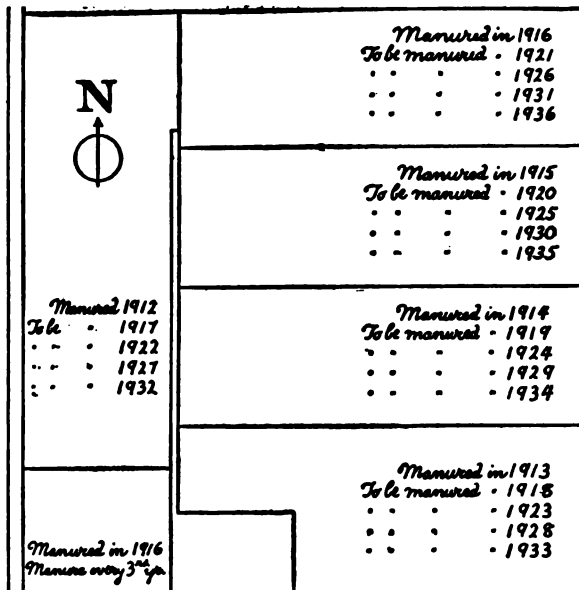 Manured in 1916
To be manured " 1921
" " " " 1926
" " " " 1931
" " " " 1936
N
Manured in 1915
To be manured " 1920
" " " " 1925
" " " " 1930
" " " " 1935
Manured 1912
To be " 1917
" " " 1922
" " " 1927
" " " 1932
Manured in 1914
To be manured " 1919
" " " " 1924
" " " " 1929
" " " " 1934
Manured in 1913
To be manured " 1918
" " " " 1923
" " " " 1928
" " " " 1933
Manured in 1916
Manure every 3rd yr.